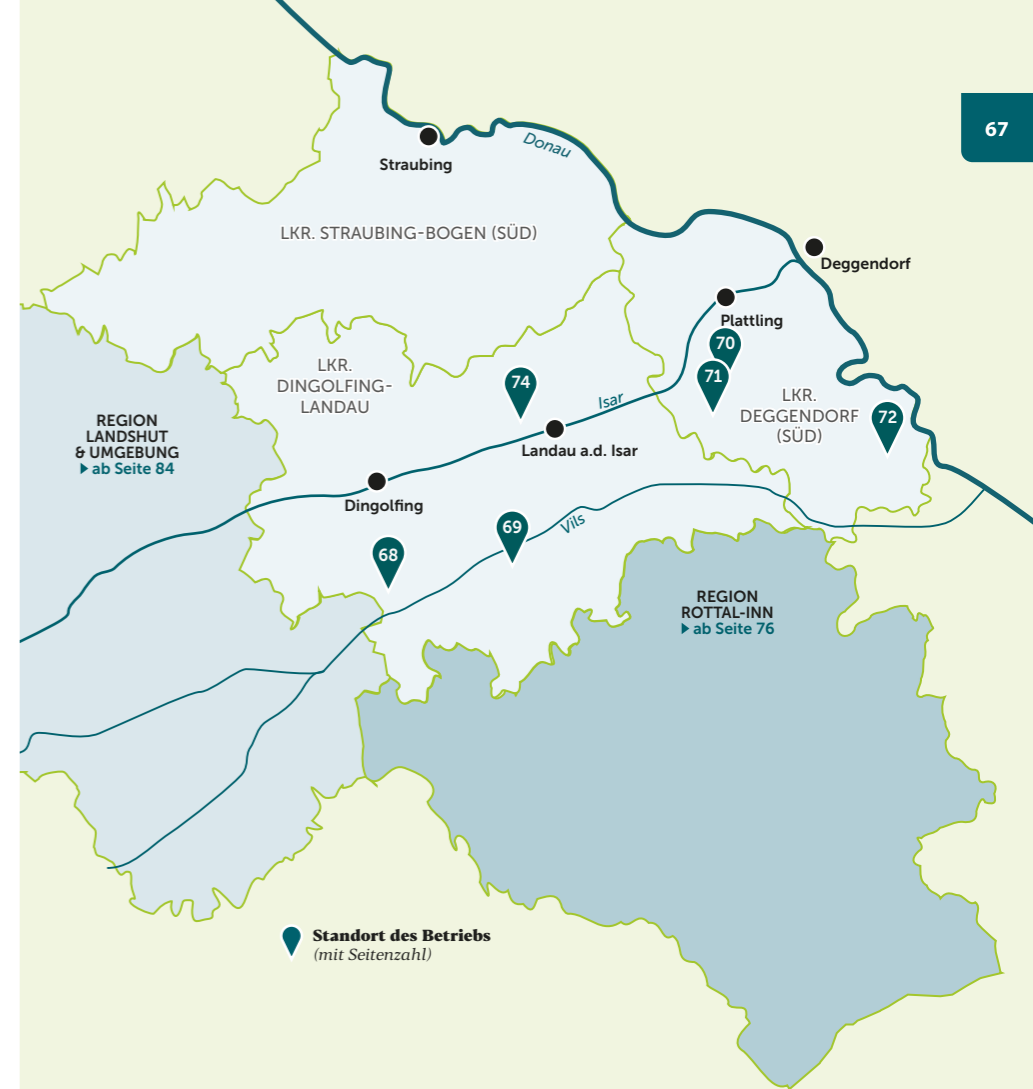 67
Donau
Straubing
LKR. STRAUBING-BOGEN (SÜD)
Deggendorf
Plattling
70
71
LKR.
DINGOLFING-
LANDAU
74
Isar
LKR.
DEGGENDORF
(SÜD)
72
REGION
LANDSHUT
& UMGEBUNG
▶ ab Seite 84
Landau a.d. Isar
Dingolfing
69
Vils
68
REGION
ROTTAL-INN
▶ ab Seite 76
Standort des Betriebs
(mit Seitenzahl)